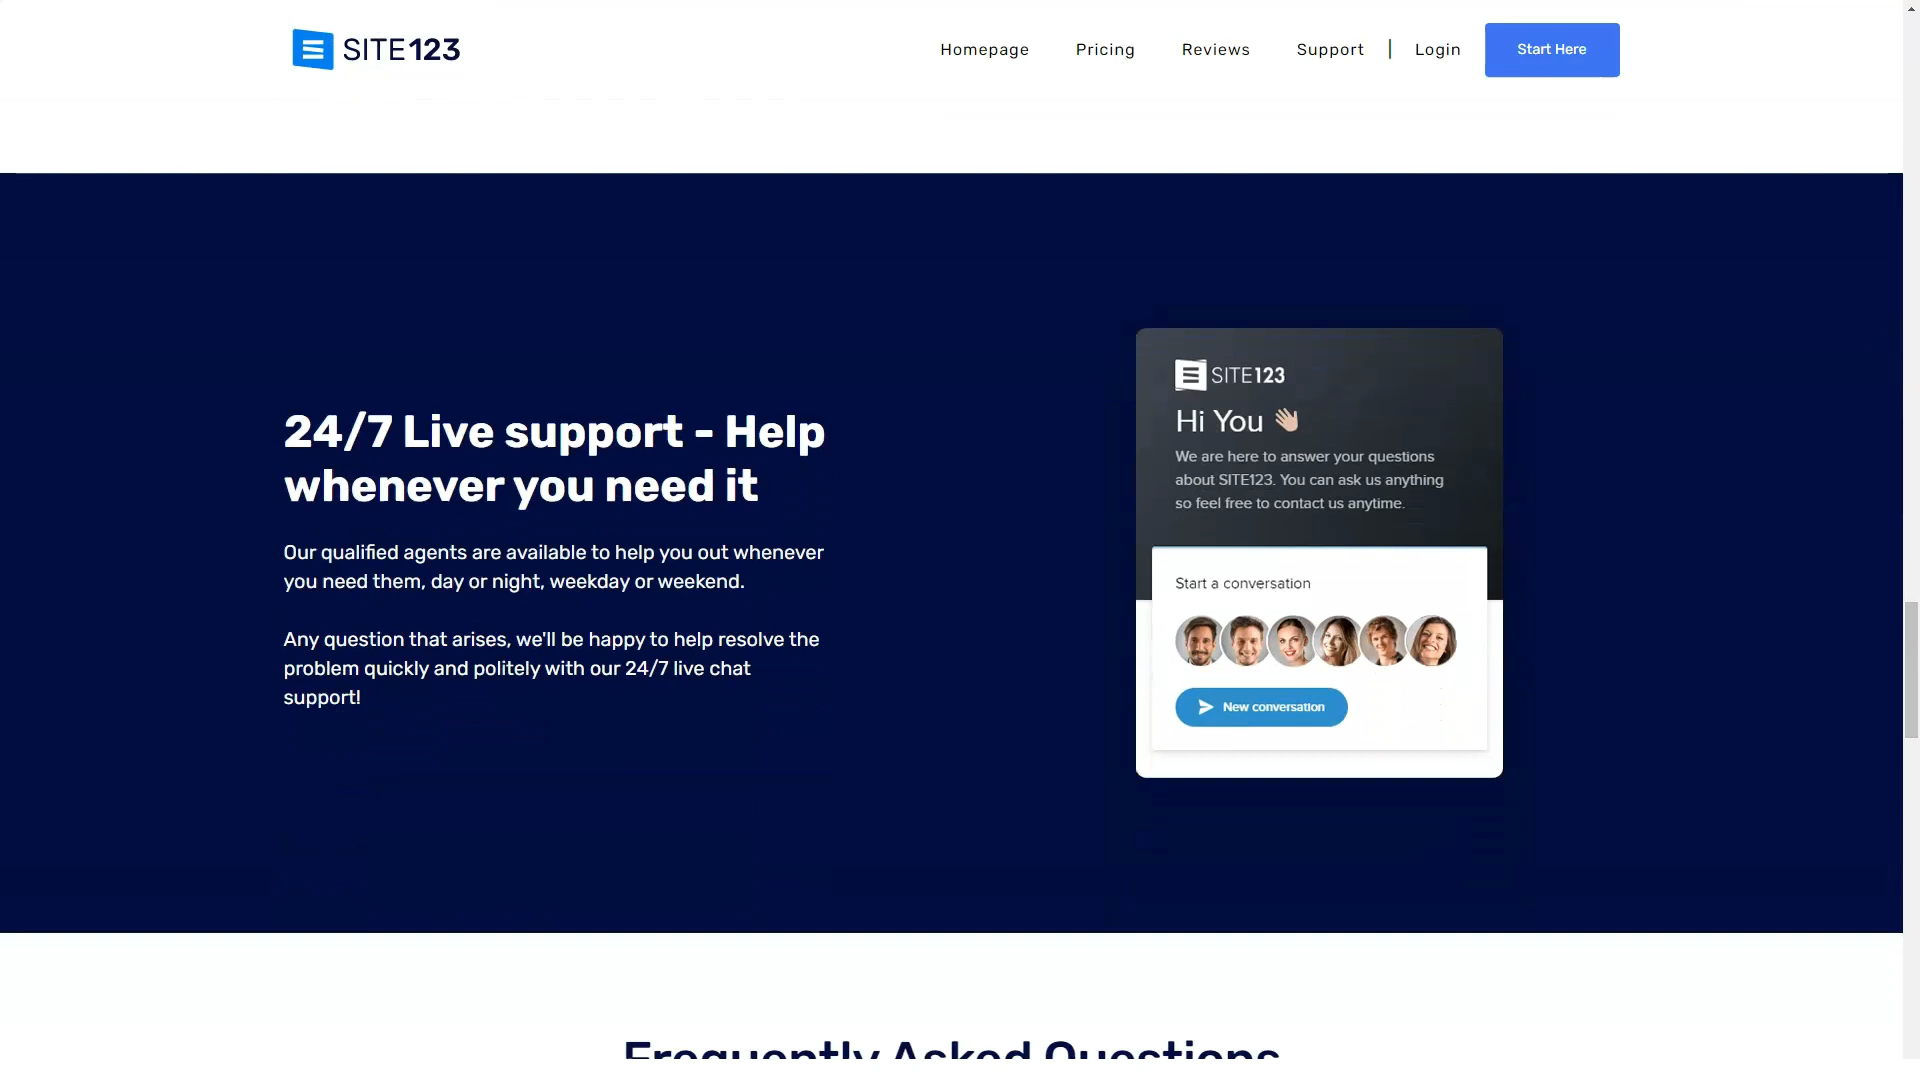 SITE123
Homepage
Pricing
Reviews
Support
Login
Start Here
24/7 Live support - Help
whenever you need it
Our qualified agents are available to help you out whenever
you need them, day or night, weekday or weekend.
Any question that arises, we'll be happy to help resolve the
problem quickly and politely with our 24/7 live chat
support!
SITE123
Hi You 👋🏼
We are here to answer your questions
about SITE123. You can ask us anything
so feel free to contact us anytime.
Start a conversation
New conversation
Frequently Asked Questions